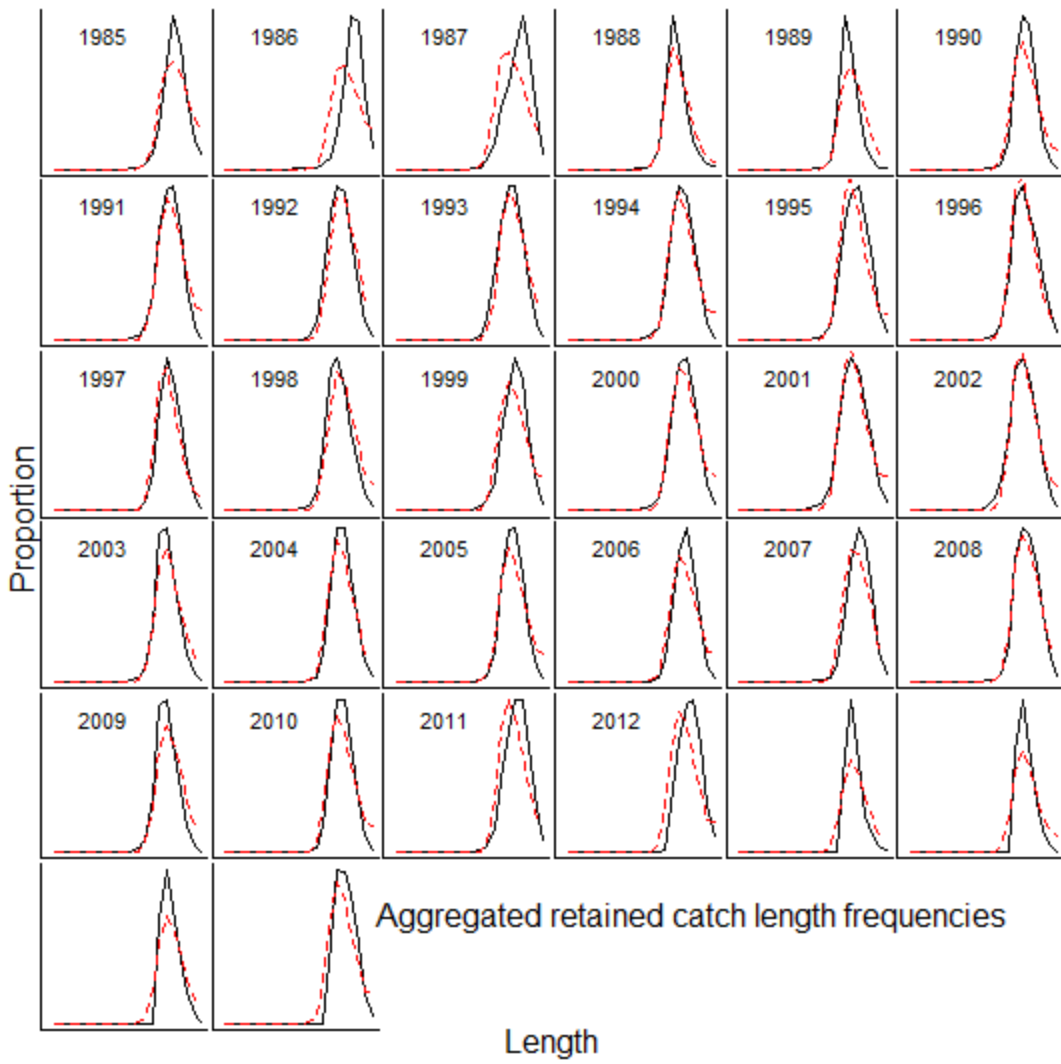 1985 1986 1987 1988 1989 1990
1991 1992 1993 1994 1995 1996
1997 1998 1999 2000 2001 2002
Proportion
2003 2004 2005 2006 2007 2008
2009 2010 2011 2012
Aggregated retained catch length frequencies
Length